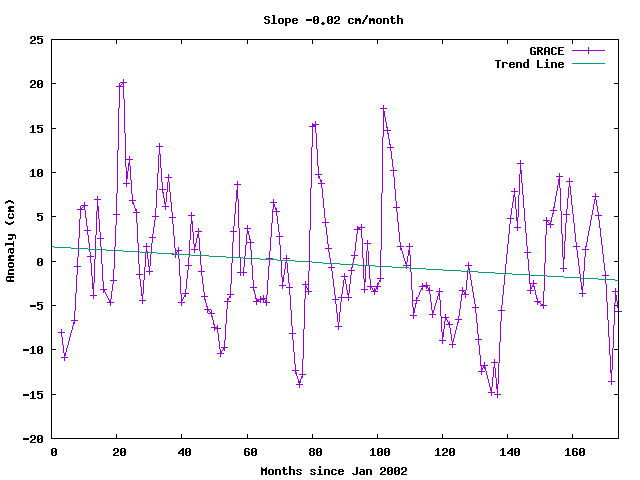 Slope -0.02 cm/month
GRACE
Trend Line
Anomaly (cm)
25
20
15
10
5
0
-5
-10
-15
-20
0 20 40 60 80 100 120 140 160
Months since Jan 2002